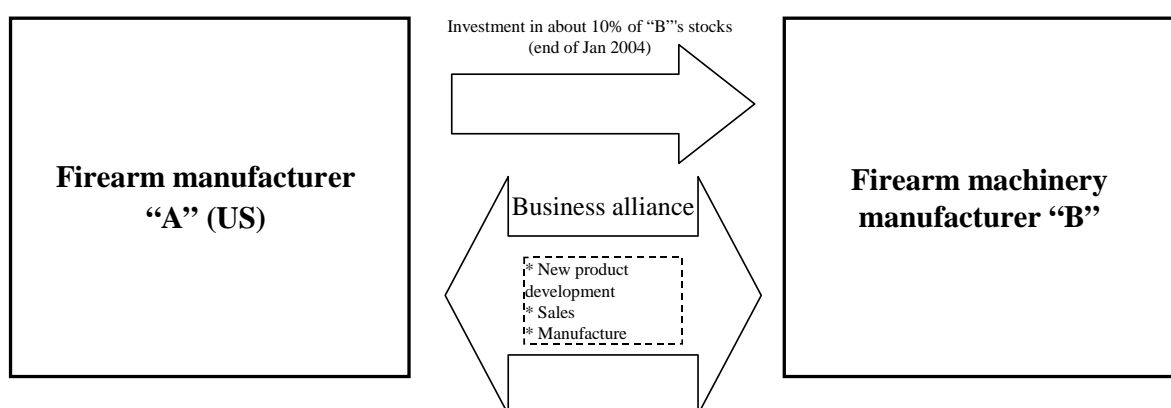 Investment in about 10% of “B”'s stocks
(end of Jan 2004)
Firearm manufacturer
“A” (US)
Business alliance
* New product
development
* Sales
* Manufacture
Firearm machinery
manufacturer “B”